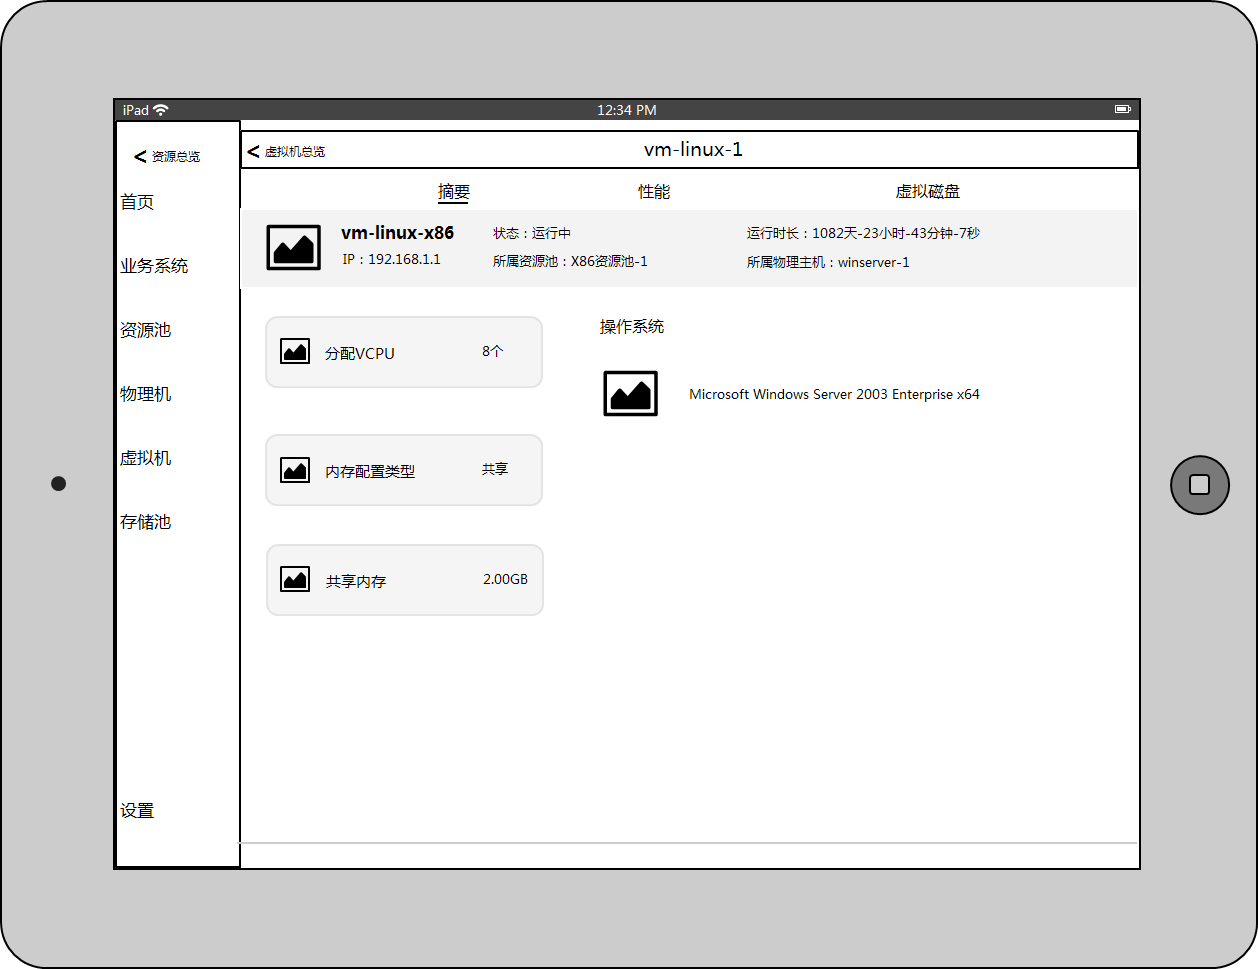 iPad 12:34 PM
< 资源总览
首页
业务系统
资源池
物理机
虚拟机
存储池
设置
< 虚拟机总览
vm-linux-1
摘要 性能 虚拟磁盘
vm-linux-x86
IP：192.168.1.1
状态：运行中
所属资源池：X86资源池-1
运行时长：1082天-23小时-43分钟-7秒
所属物理主机：winserver-1
分配VCPU 8个
内存配置类型 共享
共享内存 2.00GB
操作系统
Microsoft Windows Server 2003 Enterprise x64